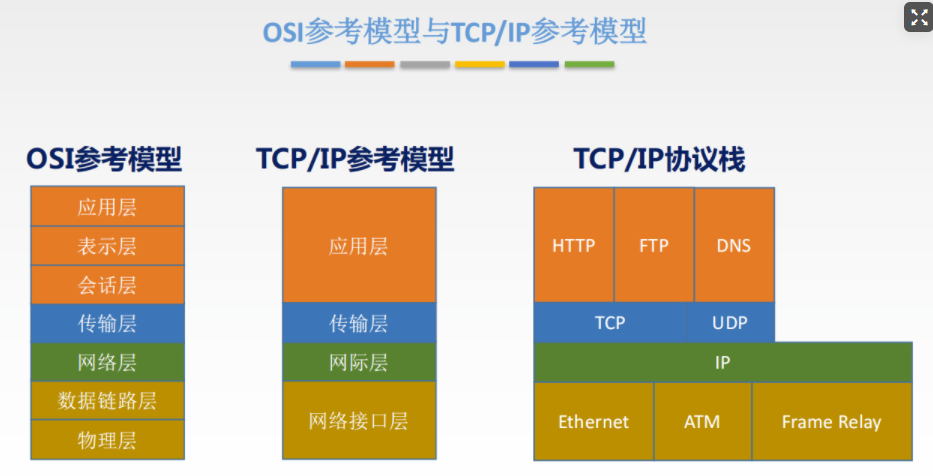 OSI参考模型与TCP/IP参考模型
OSI参考模型
应用层
表示层
会话层
传输层
网络层
数据链路层
物理层
TCP/IP参考模型
应用层
传输层
网际层
网络接口层
TCP/IP协议栈
HTTP FTP DNS
TCP UDP
IP
Ethernet ATM Frame Relay